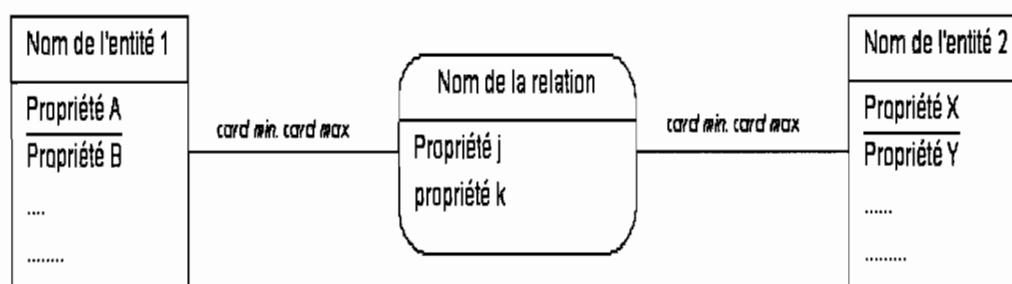 Nom de l'entité 1
Propriété A
Propriété B
....
........
card min. card max
Nom de la relation
Propriété j
propriété k
card min. card max
Nom de l'entité 2
Propriété X
Propriété Y
......
.........